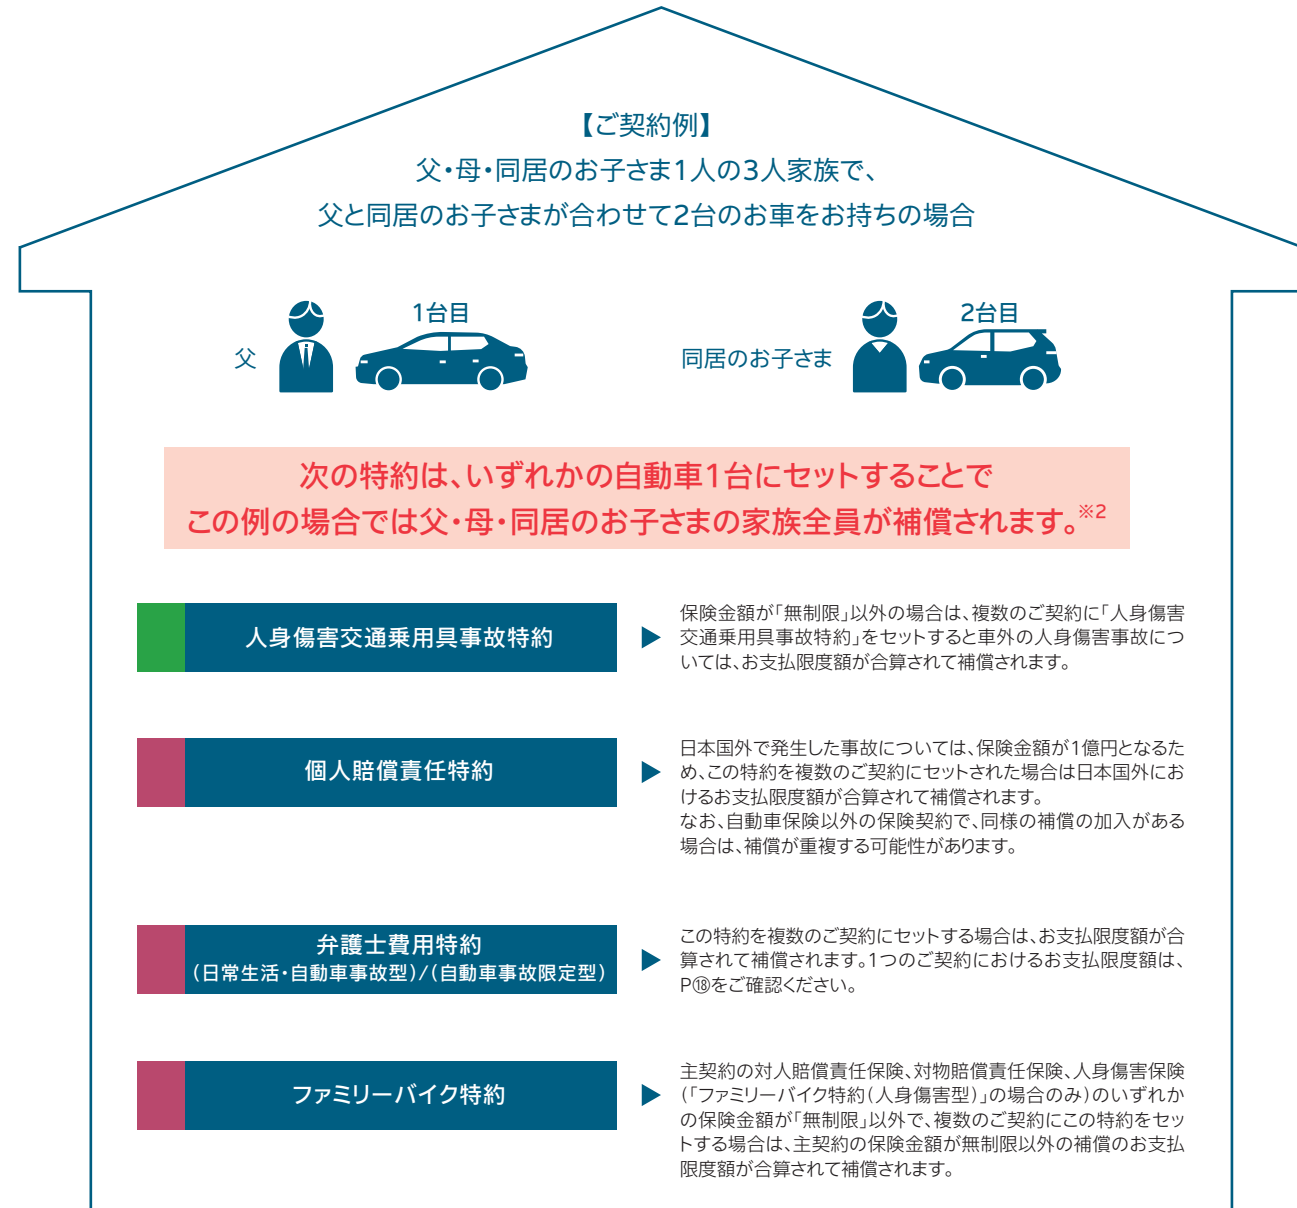 【ご契約例】
父・母・同居のお子さま1人の3人家族で、
父と同居のお子さまが合わせて2台のお車をお持ちの場合
父
1台目
同居のお子さま
2台目
次の特約は、いずれかの自動車1台にセットすることで
この例の場合では父・母・同居のお子さまの家族全員が補償されます。※2
人身傷害交通乗用具事故特約
保険金額が「無制限」以外の場合は、複数のご契約に「人身傷害
交通乗用具事故特約」をセットすると車外の人身傷害事故につ
いては、お支払限度額が合算されて補償されます。
個人賠償責任特約
日本国外で発生した事故については、保険金額が1億円となるた
め、この特約を複数のご契約にセットされた場合は日本国外にお
けるお支払限度額が合算されて補償されます。
なお、自動車保険以外の保険契約で、同様の補償の加入がある
場合は、補償が重複する可能性があります。
弁護士費用特約
(日常生活・自動車事故型)/(自動車事故限定型)
この特約を複数のご契約にセットする場合は、お支払限度額が合
算されて補償されます。1つのご契約におけるお支払限度額は、
P⑱をご確認ください。
ファミリーバイク特約
主契約の対人賠償責任保険、対物賠償責任保険、人身傷害保険
(「ファミリーバイク特約(人身傷害型)」の場合のみ)のいずれか
の保険金額が「無制限」以外で、複数のご契約にこの特約をセッ
トする場合は、主契約の保険金額が無制限以外の補償のお支払
限度額が合算されて補償されます。